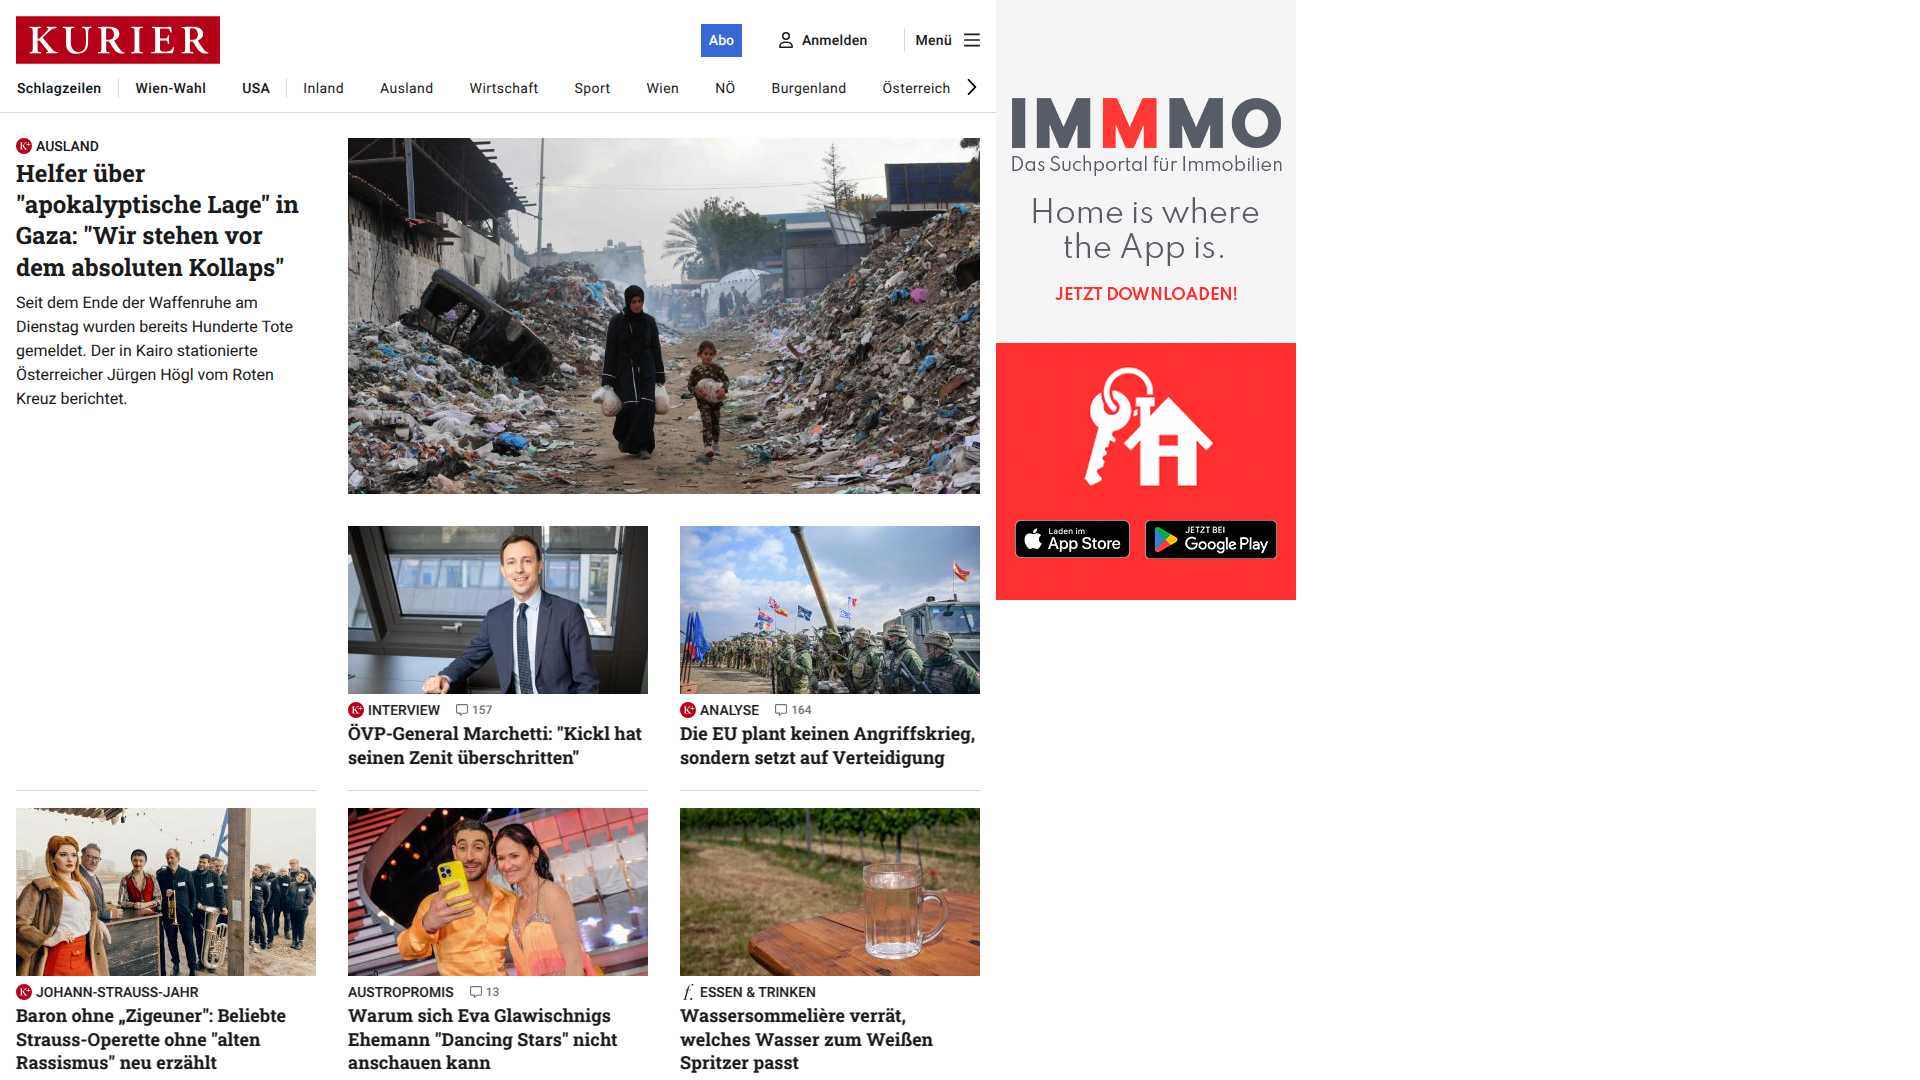 KURIER
Abo
Anmelden
Menü
Schlagzeilen
Wien-Wahl
USA
Inland
Ausland
Wirtschaft
Sport
Wien
NÖ
Burgenland
Österreich
AUSLAND
Helfer über
"apokalyptische Lage" in
Gaza: "Wir stehen vor
dem absoluten Kollaps"
Seit dem Ende der Waffenruhe am
Dienstag wurden bereits Hunderte Tote
gemeldet. Der in Kairo stationierte
Österreicher Jürgen Högl vom Roten
Kreuz berichtet.
K+ INTERVIEW 157
ÖVP-General Marchetti: "Kickl hat
seinen Zenit überschritten"
K+ ANALYSE 164
Die EU plant keinen Angriffskrieg,
sondern setzt auf Verteidigung
K+ JOHANN-STRAUSS-JAHR
Baron ohne „Zigeuner": Beliebte
Strauss-Operette ohne "alten
Rassismus" neu erzählt
AUSTROPROMIS 13
Warum sich Eva Glawischnigs
Ehemann "Dancing Stars" nicht
anschauen kann
f. ESSEN & TRINKEN
Wassersommelière verrät,
welches Wasser zum Weißen
Spritzer passt
IMMMO
Das Suchportal für Immobilien
Home is where
the App is.
JETZT DOWNLOADEN!
Laden im
App Store
JETZT BEI
Google Play